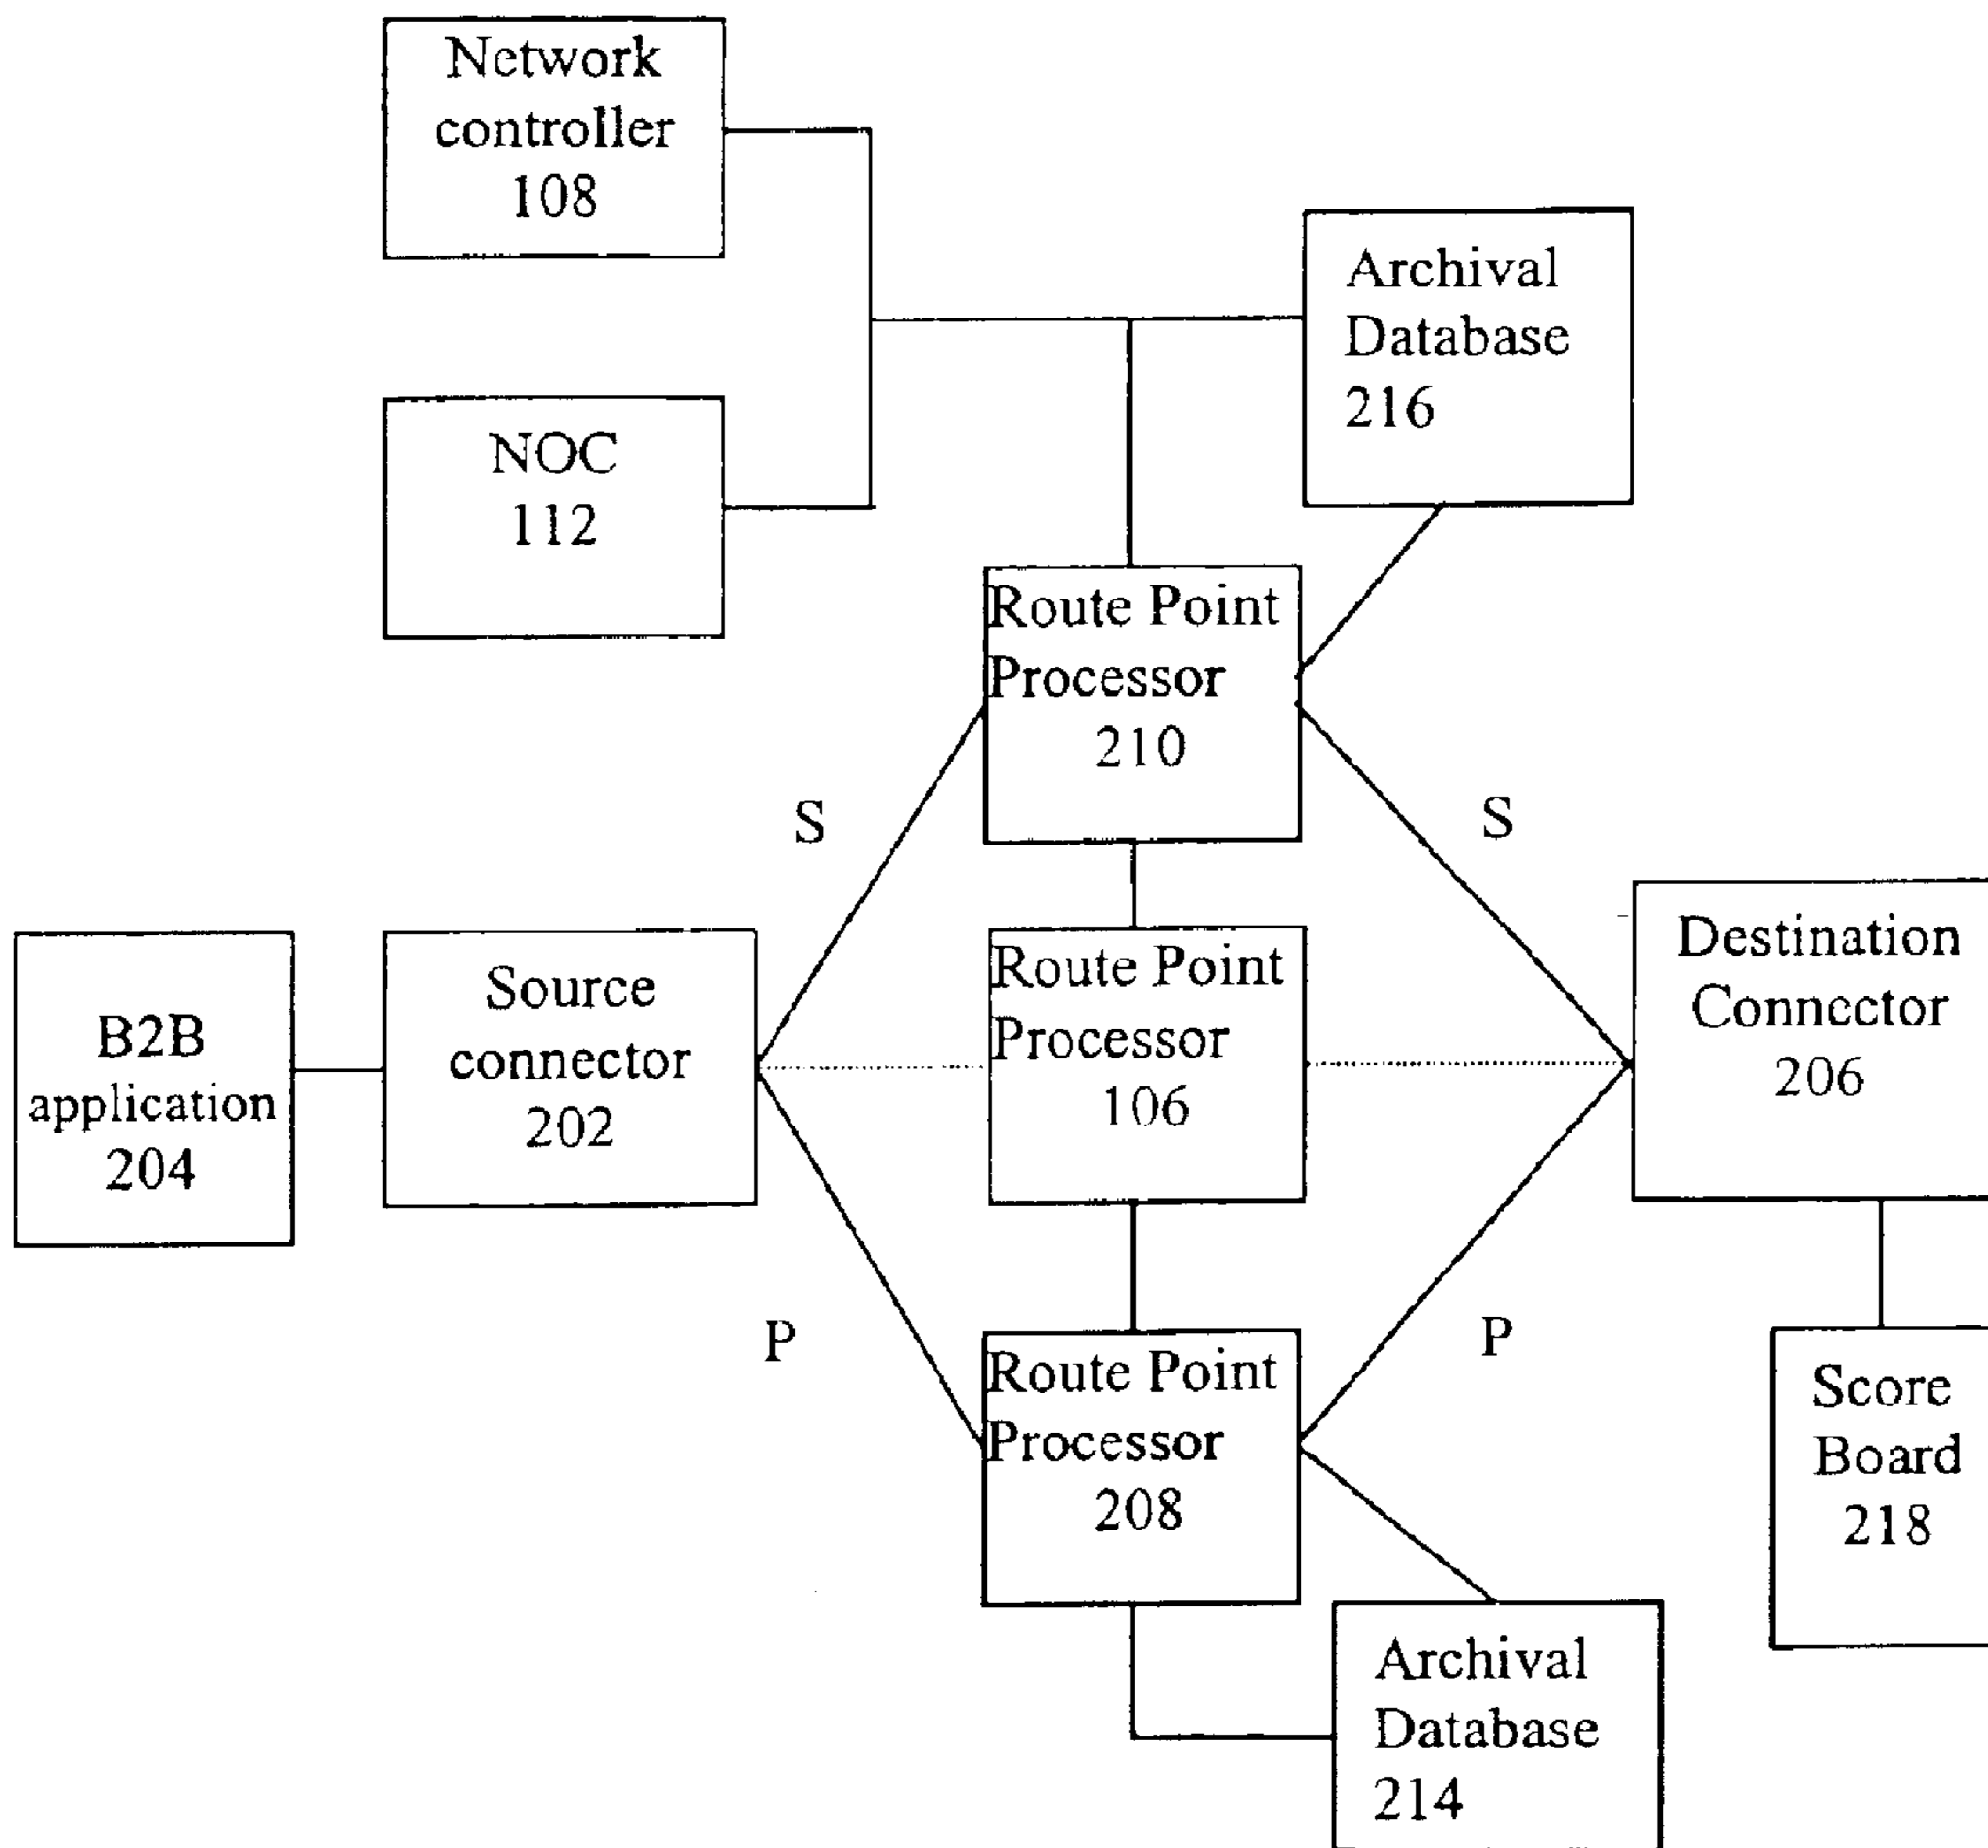 Network
controller
108
Archival
Database
216
NOC
112
Route Point
Processor
210
S
S
B2B
application
204
Source
connector
202
Route Point
Processor
106
Destination
Connector
206
P
P
Route Point
Processor
208
Score
Board
218
Archival
Database
214